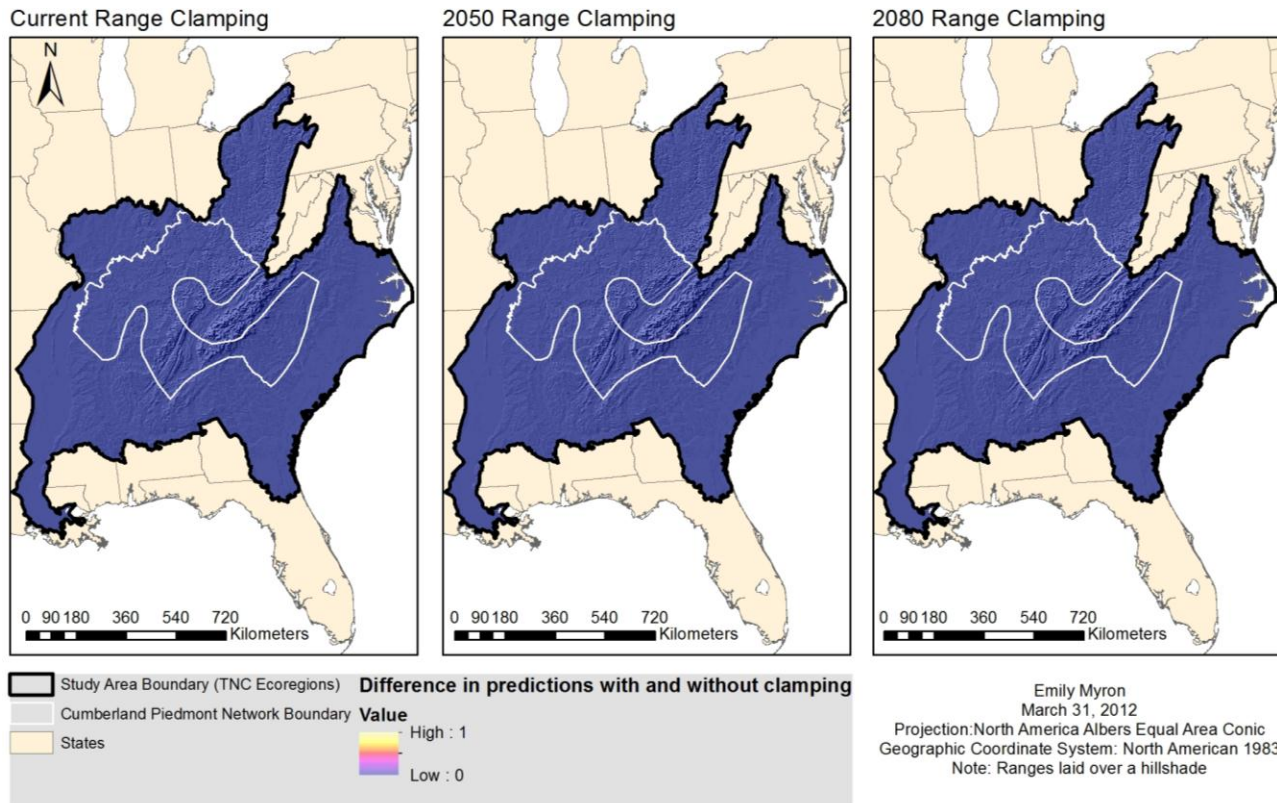 Current Range Clamping
2050 Range Clamping
2080 Range Clamping
N
0 90 180 360 540 720
Kilometers
0 90 180 360 540 720
Kilometers
0 90 180 360 540 720
Kilometers
Study Area Boundary (TNC Ecoregions)
Cumberland Piedmont Network Boundary
States
Difference in predictions with and without clamping
Value
High : 1
Low : 0
Emily Myron
March 31, 2012
Projection:North America Albers Equal Area Conic
Geographic Coordinate System: North American 1983
Note: Ranges laid over a hillshade